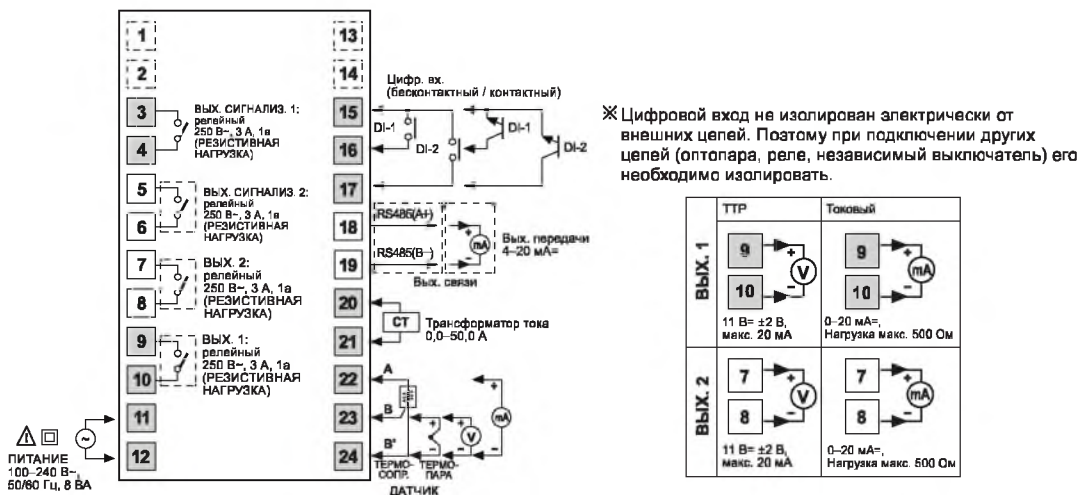 1
2
3
4
ВЫХ. СИГНАЛИЗ. 1:
релейный
250 В~, 3 А, 1а
(РЕЗИСТИВНАЯ
НАГРУЗКА)
5
6
ВЫХ. СИГНАЛИЗ. 2:
релейный
250 В~, 3 А, 1а
(РЕЗИСТИВНАЯ
НАГРУЗКА)
7
8
ВЫХ. 2:
релейный
250 В~, 3 А, 1а
(РЕЗИСТИВНАЯ
НАГРУЗКА)
9
10
ВЫХ. 1:
релейный
250 В~, 3 А, 1а
(РЕЗИСТИВНАЯ
НАГРУЗКА)
11
12
ПИТАНИЕ
100–240 В~,
50/60 Гц, 8 ВА
13
14
Цифр. вх.
(бесконтактный / контактный)
15
16
17
DI-1
DI-2
DI-1
DI-2
18
19
RS485(A+)
RS485(B–)
mA
Вых. передачи
4–20 мА=
Вых. связи
20
21
CT
Трансформатор тока
0,0–50,0 А
22
23
24
A
B
B'
V
mA
ТЕРМО-
СОПР.
ТЕРМО-
ПАРА
ДАТЧИК
※ Цифровой вход не изолирован электрически от
внешних цепей. Поэтому при подключении других
цепей (оптопара, реле, независимый выключатель) его
необходимо изолировать.
ТТР
Токовый
ВЫХ. 1
9
10
V
11 В= ±2 В,
макс. 20 мА
9
10
mA
0–20 мА=,
Нагрузка макс. 500 Ом
ВЫХ. 2
7
8
V
11 В= ±2 В,
макс. 20 мА
7
8
mA
0–20 мА=,
Нагрузка макс. 500 Ом